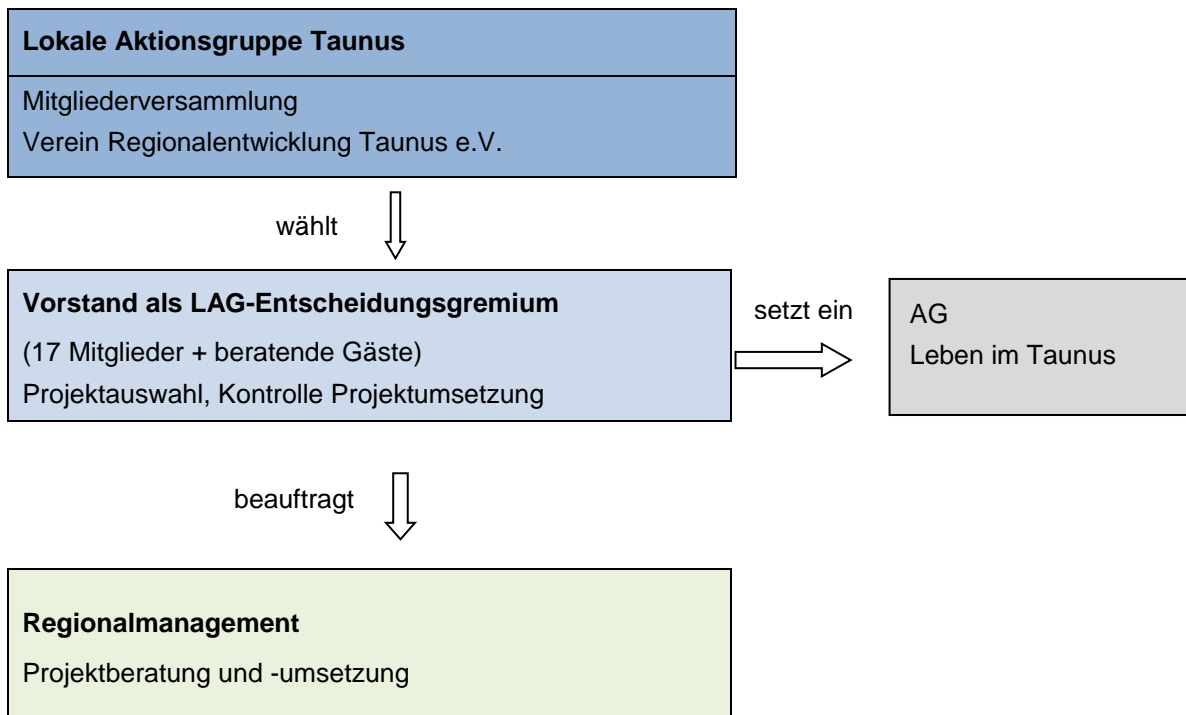 Lokale Aktionsgruppe Taunus
Mitgliederversammlung
Verein Regionalentwicklung Taunus e.V.
wählt
Vorstand als LAG-Entscheidungsgremium
(17 Mitglieder + beratende Gäste)
Projektauswahl, Kontrolle Projektumsetzung
setzt ein
AG
Leben im Taunus
beauftragt
Regionalmanagement
Projektberatung und -umsetzung